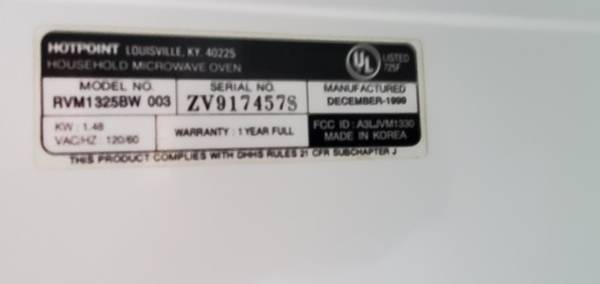 HOTPOINT LOUISVILLE, KY. 40225
HOUSEHOLD MICROWAVE OVEN
UL LISTED
725F
MODEL NO.
RVM1325BW 003
SERIAL NO.
ZV917457S
MANUFACTURED
DECEMBER-1999
KW : 1.48
VAC/HZ : 120/60
WARRANTY : 1 YEAR FULL
FCC ID : A3LJVM1330
MADE IN KOREA
THIS PRODUCT COMPLIES WITH DHHS RULES 21 CFR SUBCHAPTER J